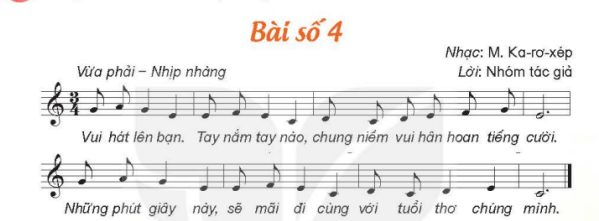 Bài số 4
Nhạc: M. Ka-rơ-xép
Vừa phải – Nhịp nhàng
Lời: Nhóm tác giả
3
4
Vui hát lên bạn. Tay nắm tay nào, chung niềm vui hân hoan tiếng cười.
Những phút giây này, sẽ mãi đi cùng với tuổi thơ chúng mình.